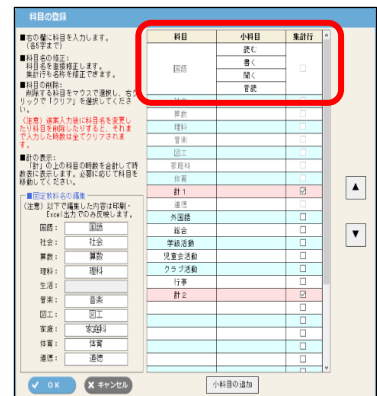 科目の登録
■右の欄に科目を入力します。
（各6字まで）
■科目名の修正:
科目名を直接修正します。
集計行も名称を修正できます。
■科目の削除:
削除する科目をマウスで選択し、右ク
リックで「クリア」を選択してくださ
い。
（注意）週案入力後に科目名を変更し
たり科目を削除したりすると、それま
で入力した時数は全てクリアされま
す。
■計の表示:
「計」の上の科目の時数を合計して時
数表に表示します。必要に応じて科目を
移動してください。
■固定教科名の編集
（注意）以下で編集した内容は印刷・
Excel出力でのみ反映します。
国語: 国語
社会: 社会
算数: 算数
理科: 理科
生活:
音楽: 音楽
図工: 図工
家庭: 家庭科
体育: 体育
道徳: 道徳
OK
キャンセル
科目 小科目 集計行
国語
読む
書く
聞く
音読
算数
理科
音楽
図工
家庭科
体育
計1
道徳
外国語
総合
学級活動
児童会活動
クラブ活動
行事
計2
小科目の追加